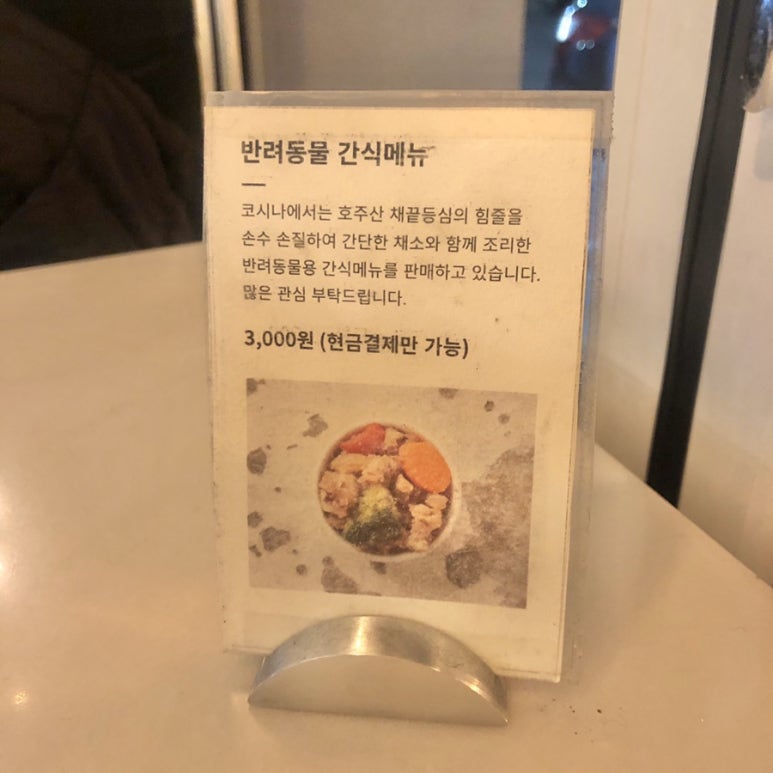 반려동물 간식메뉴
코시나에서는 호주산 채끝등심의 힘줄을
손수 손질하여 간단한 채소와 함께 조리한
반려동물용 간식메뉴를 판매하고 있습니다.
많은 관심 부탁드립니다.
3,000원 (현금결제만 가능)